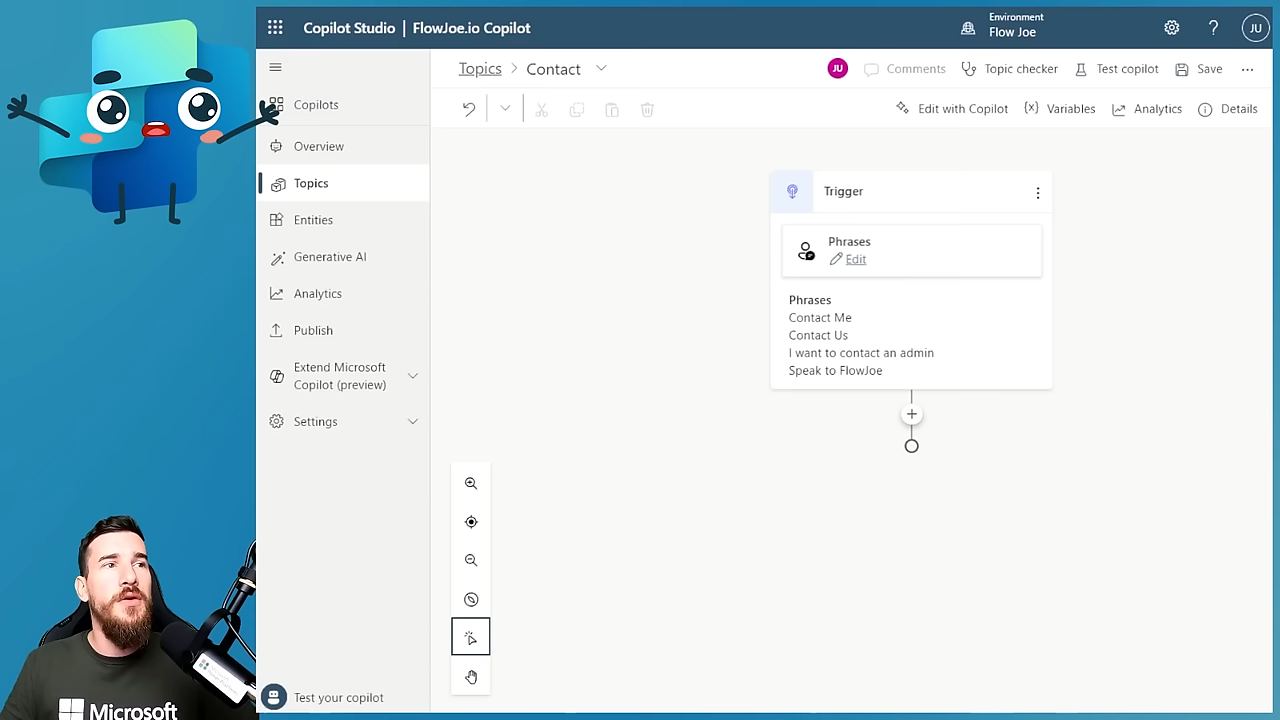 Copilot Studio | FlowJoe.io Copilot
Environment
Flow Joe
JU
Topics > Contact
JU
Comments
Topic checker
Test copilot
Save
Edit with Copilot
Variables
Analytics
Details
Copilots
Overview
Topics
Entities
Generative AI
Analytics
Publish
Extend Microsoft
Copilot (preview)
Settings
Test your copilot
Trigger
Phrases
Edit
Phrases
Contact Me
Contact Us
I want to contact an admin
Speak to FlowJoe
Microsoft